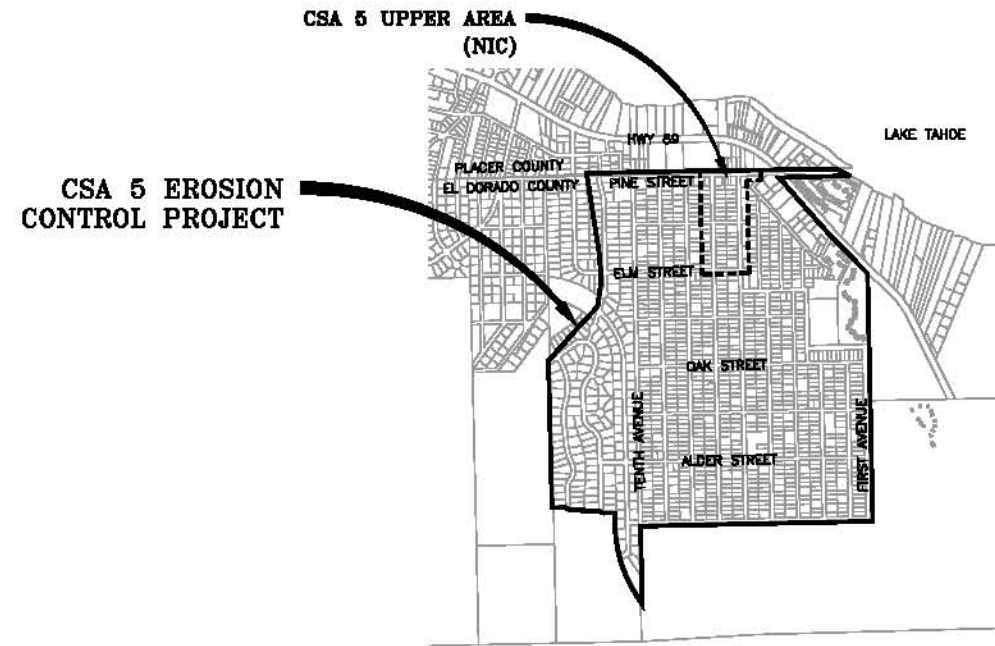 CSA 5 UPPER AREA
(NIC)
HWY 89
LAKE TAHOE
PLACER COUNTY
EL DORADO COUNTY
PINE STREET
CSA 5 EROSION
CONTROL PROJECT
ELM STREET
OAK STREET
TENTH AVENUE
FIRST AVENUE
ALDER STREET